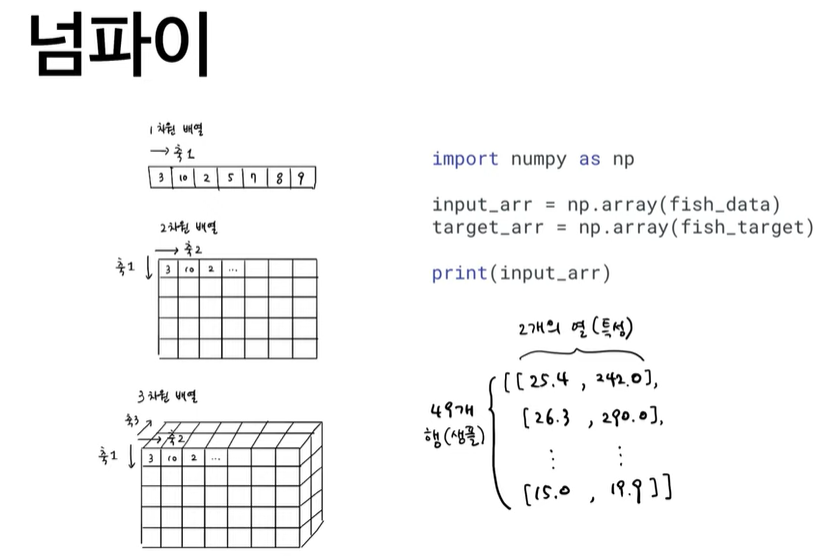 넘파이
1차원 배열
축1
3 10 2 5 7 8 9
2차원 배열
축2
축1
3 10 2 ...
3차원 배열
축3
축2
축1
3 10 2 ...
import numpy as np
input_arr = np.array(fish_data)
target_arr = np.array(fish_target)
print(input_arr)
2개의 열(특성)
49개
행(샘플)
[[25.4 , 242.0],
[26.3 , 290.0],
⋮ ⋮
[15.0 , 19.9]]